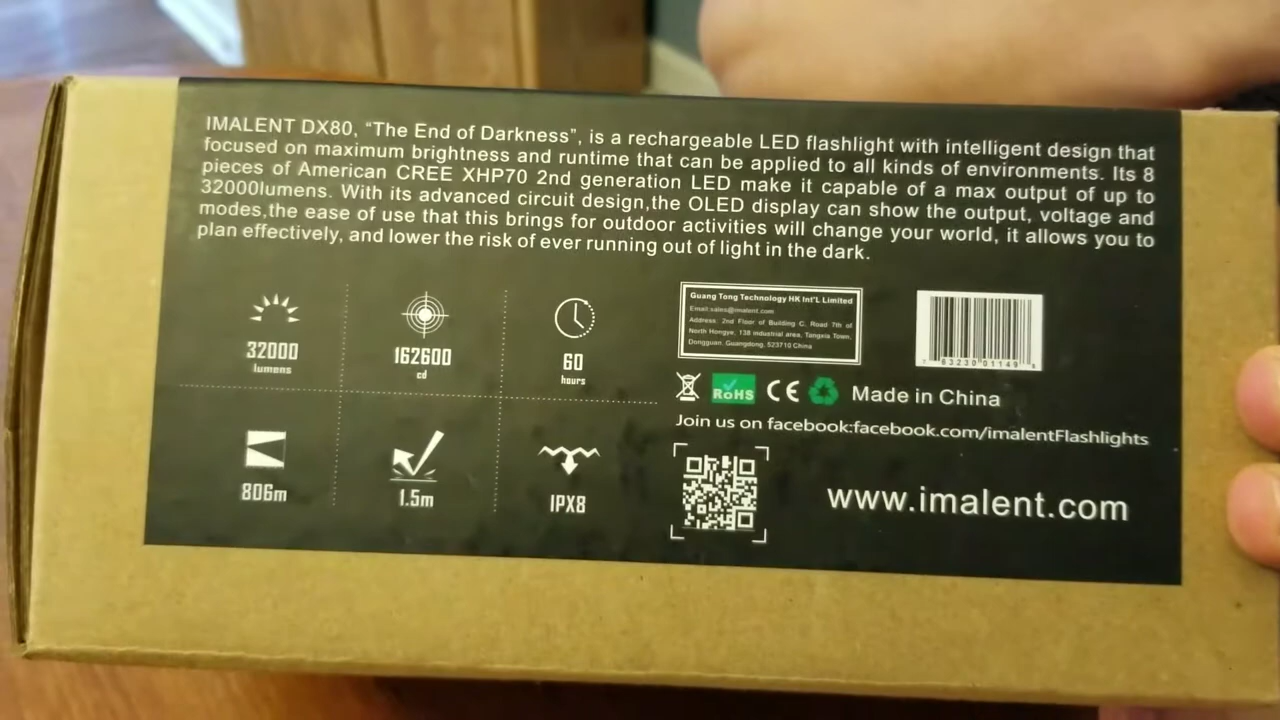 IMALENT DX80, “The End of Darkness”, is a rechargeable LED flashlight with intelligent design that
focused on maximum brightness and runtime that can be applied to all kinds of environments. Its 8
pieces of American CREE XHP70 2nd generation LED make it capable of a max output of up to
32000lumens. With its advanced circuit design,the OLED display can show the output, voltage and
modes,the ease of use that this brings for outdoor activities will change your world, it allows you to
plan effectively, and lower the risk of ever running out of light in the dark.
32000
lumens
162600
cd
60
hours
806m
1.5m
IPX8
Guang Tong Technology HK Int'L Limited
Email:sales@imalent.com
Address: 2nd Floor of Building C, Road 7th of
North Hongye, 138 industrial area, Tangxia Town,
Dongguan, Guangdong, 523710 China
7 83230 01149
RoHS
CE
Made in China
Join us on facebook:facebook.com/imalentFlashlights
www.imalent.com